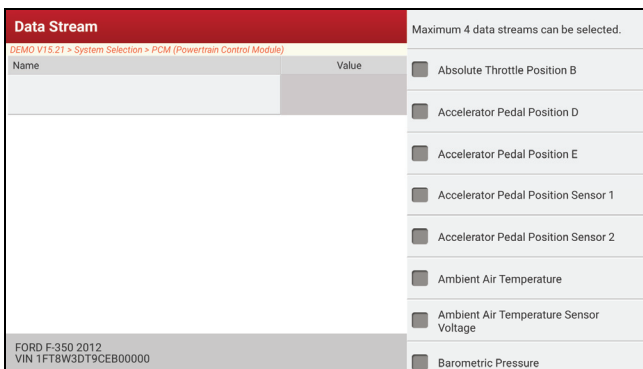 Data Stream
DEMO V15.21 > System Selection > PCM (Powertrain Control Module)
Name Value
FORD F-350 2012
VIN 1FT8W3DT9CEB00000
Maximum 4 data streams can be selected.
Absolute Throttle Position B
Accelerator Pedal Position D
Accelerator Pedal Position E
Accelerator Pedal Position Sensor 1
Accelerator Pedal Position Sensor 2
Ambient Air Temperature
Ambient Air Temperature Sensor
Voltage
Barometric Pressure